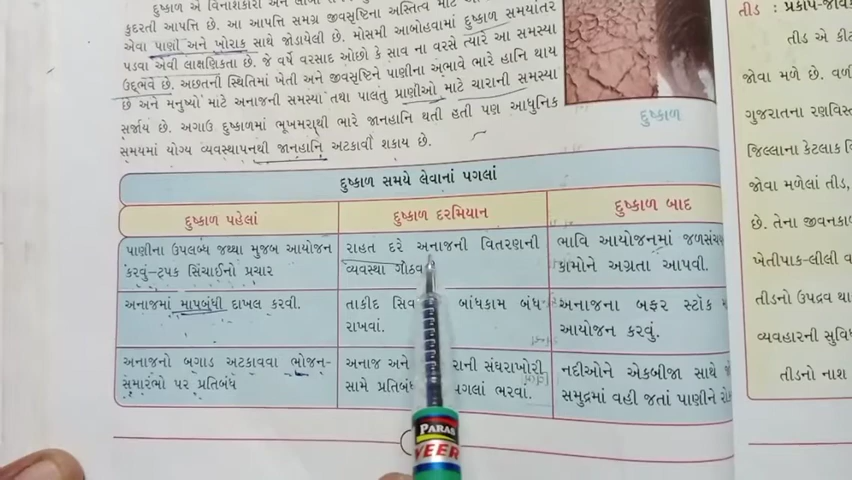 દુષ્કાળ એ વિનાશકારી અને
કુદરતી આપત્તિ છે. આ આપત્તિ સમગ્ર જીવસૃષ્ટિના અસ્તિત્વ માટે
એવા પાણી અને ખોરાક સાથે જોડાયેલી છે. મોસમી આબોહવામાં દુષ્કાળ સમયાંતરે
પડવા એવી લાક્ષણિકતા છે. જે વર્ષે વરસાદ ઓછો કે સાવ ના વરસે ત્યારે આ સમસ્યા
ઉદ્ભવે છે. અછતની સ્થિતિમાં ખેતી અને જીવસૃષ્ટિને પાણીના અભાવે ભારે હાનિ થાય
છે અને મનુષ્યો માટે અનાજની સમસ્યા તથા પાલતુ પ્રાણીઓ માટે ચારાની સમસ્યા
સર્જાય છે. અગાઉ દુષ્કાળમાં ભૂખમરાથી ભારે જાનહાનિ થતી હતી પણ આધુનિક
સમયમાં યોગ્ય વ્યવસ્થાપનથી જાનહાનિ અટકાવી શકાય છે.
દુષ્કાળ
દુષ્કાળ સમયે લેવાનાં પગલાં
દુષ્કાળ પહેલાં
દુષ્કાળ દરમિયાન
દુષ્કાળ બાદ
પાણીના ઉપલબ્ધ જથ્થા મુજબ આયોજન
કરવું-ટપક સિંચાઈનો પ્રચાર
રાહત દરે અનાજની વિતરણની
વ્યવસ્થા
ભાવિ આયોજનમાં
કામોને અગ્રતા આપવી.
અનાજમાં માપબંધી દાખલ કરવી.
તાકીદ બાંધકામ બંધ
રાખવાં.
અનાજના બફર સ્ટોક
આયોજન કરવું.
અનાજનો બગાડ અટકાવવા ભોજન-
સમારંભો પર પ્રતિબંધ
અનાજ અને સંઘરાખોરી
સામે પગલાં ભરવાં.
નદીઓને એકબીજા સાથે
સમુદ્રમાં વહી જતાં પાણીને
તીડ :
તીડ એ
જોવા મળે છે.
ગુજરાતના
જિલ્લાના કેટલાક
જોવા મળેલાં તીડ,
છે. તેના
ખેતીપાક-લીલી
તીડનો ઉપદ્રવ
વ્યવહારની
તીડનો નાશ
PARAS
VEER